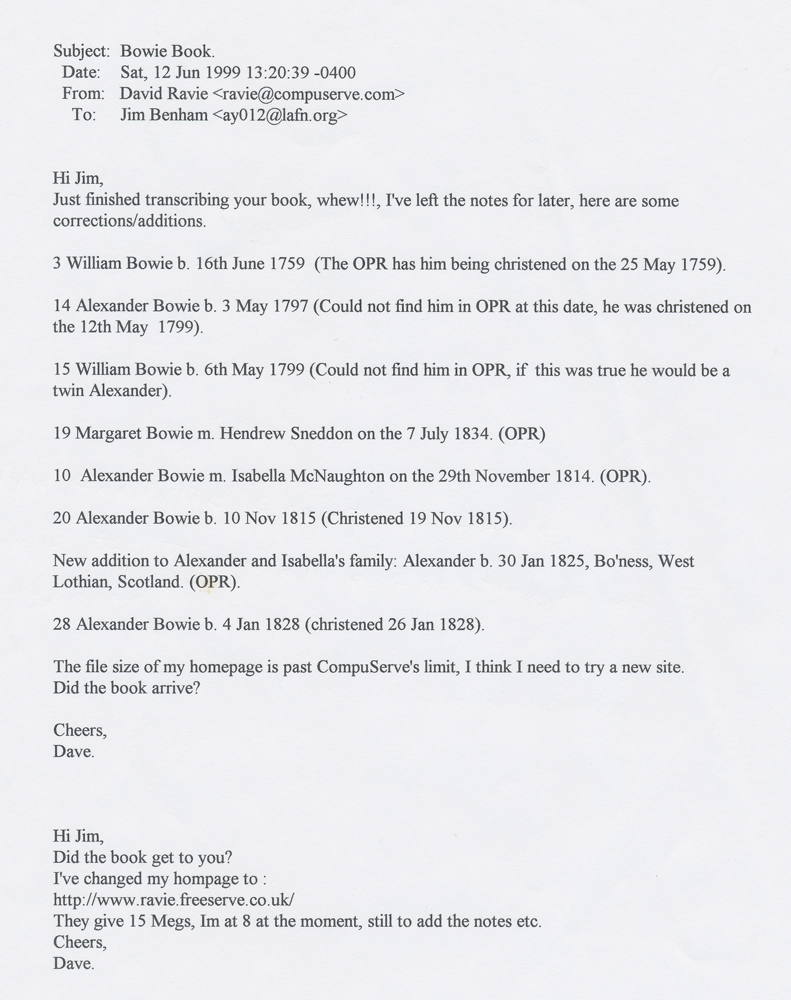 Subject: Bowie Book.
Date: Sat, 12 Jun 1999 13:20:39 -0400
From: David Ravie <ravie@compuserve.com>
To: Jim Benham <ay012@lafn.org>
Hi Jim,
Just finished transcribing your book, whew!!!, I've left the notes for later, here are some
corrections/additions.
3 William Bowie b. 16th June 1759 (The OPR has him being christened on the 25 May 1759).
14 Alexander Bowie b. 3 May 1797 (Could not find him in OPR at this date, he was christened on
the 12th May 1799).
15 William Bowie b. 6th May 1799 (Could not find him in OPR, if this was true he would be a
twin Alexander).
19 Margaret Bowie m. Hendrew Sneddon on the 7 July 1834. (OPR)
10 Alexander Bowie m. Isabella McNaughton on the 29th November 1814. (OPR).
20 Alexander Bowie b. 10 Nov 1815 (Christened 19 Nov 1815).
New addition to Alexander and Isabella's family: Alexander b. 30 Jan 1825, Bo'ness, West
Lothian, Scotland. (OPR).
28 Alexander Bowie b. 4 Jan 1828 (christened 26 Jan 1828).
The file size of my homepage is past CompuServe's limit, I think I need to try a new site.
Did the book arrive?
Cheers,
Dave.
Hi Jim,
Did the book get to you?
I've changed my hompage to :
http://www.ravie.freeserve.co.uk/
They give 15 Megs, Im at 8 at the moment, still to add the notes etc.
Cheers,
Dave.